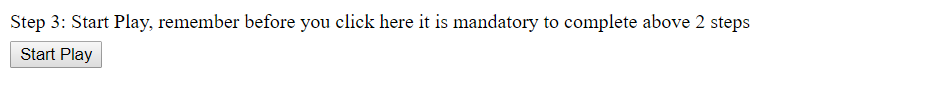 Step 3: Start Play, remember before you click here it is mandatory to complete above 2 steps
Start Play